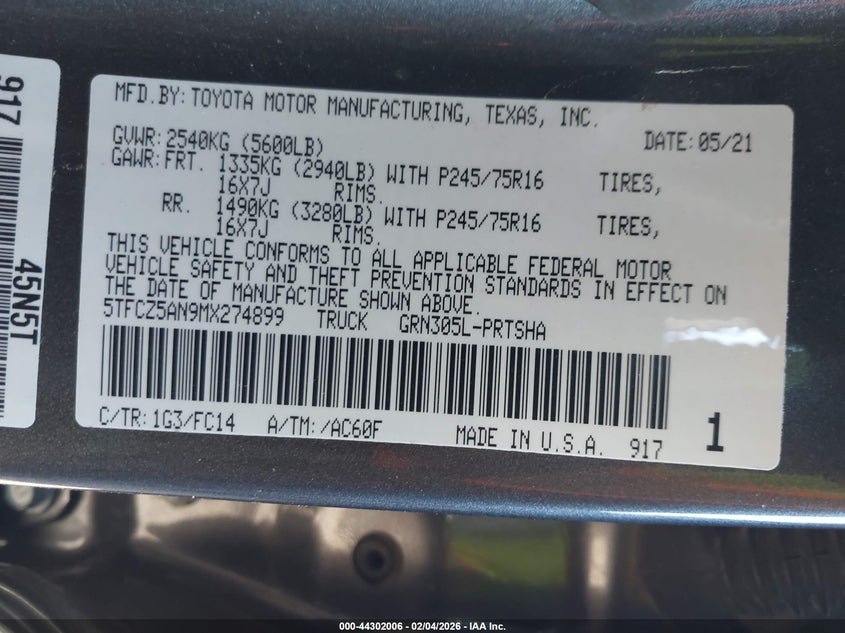 917 45N5T
MFD.BY: TOYOTA MOTOR MANUFACTURING, TEXAS, INC.
GVWR: 2540KG (5600LB) DATE: 05/21
GAWR: FRT. 1335KG (2940LB) WITH P245/75R16 TIRES,
16X7J RIMS.
RR. 1490KG (3280LB) WITH P245/75R16 TIRES,
16X7J RIMS.
THIS VEHICLE CONFORMS TO ALL APPLICABLE FEDERAL MOTOR
VEHICLE SAFETY AND THEFT PREVENTION STANDARDS IN EFFECT ON
THE DATE OF MANUFACTURE SHOWN ABOVE.
5TFCZ5AN9MX274899 TRUCK GRN305L-PRTSHA
C/TR: 1G3/FC14 A/TM: /AC60F MADE IN U.S.A. 917 1
000-44302006 - 02/04/2026 - IAA Inc.